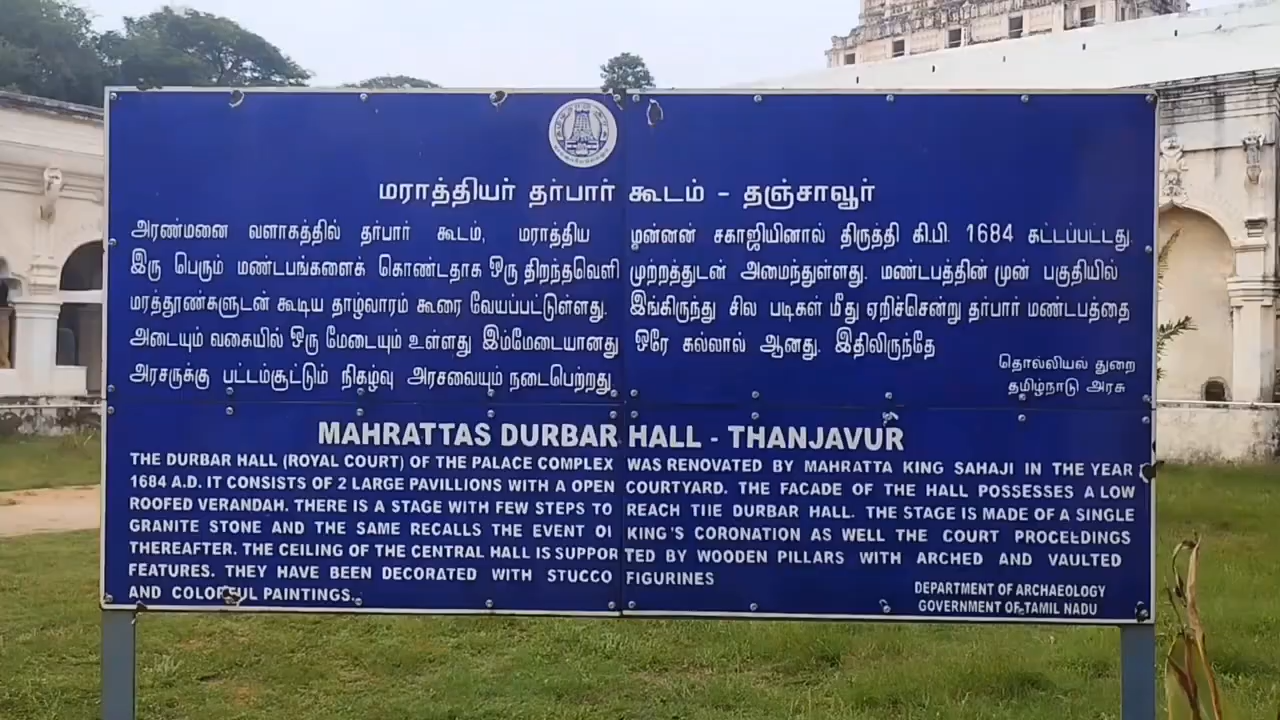 மராத்தியர் தர்பார் கூடம் - தஞ்சாவூர்
அரண்மனை வளாகத்தில் தர்பார் கூடம், மராத்திய மன்னன் சகாஜியினால் திருத்தி கி.பி. 1684 கட்டப்பட்டது.
இரு பெரும் மண்டபங்களைக் கொண்டதாக ஒரு திறந்தவெளி முற்றத்துடன் அமைந்துள்ளது. மண்டபத்தின் முன் பகுதியில்
மரத்தூண்களுடன் கூடிய தாழ்வாரம் கூரை வேயப்பட்டுள்ளது. இங்கிருந்து சில படிகள் மீது ஏறிச்சென்று தர்பார் மண்டபத்தை
அடையும் வகையில் ஒரு மேடையும் உள்ளது இம்மேடையானது ஒரே கல்லால் ஆனது. இதிலிருந்தே
அரசருக்கு பட்டம்சூட்டும் நிகழ்வு அரசவையும் நடைபெற்றது.
தொல்லியல் துறை
தமிழ்நாடு அரசு
MAHRATTAS DURBAR HALL - THANJAVUR
THE DURBAR HALL (ROYAL COURT) OF THE PALACE COMPLEX WAS RENOVATED BY MAHRATTA KING SAHAJI IN THE YEAR
1684 A.D. IT CONSISTS OF 2 LARGE PAVILLIONS WITH A OPEN COURTYARD. THE FACADE OF THE HALL POSSESSES A LOW
ROOFED VERANDAH. THERE IS A STAGE WITH FEW STEPS TO REACH THE DURBAR HALL. THE STAGE IS MADE OF A SINGLE
GRANITE STONE AND THE SAME RECALLS THE EVENT OF KING'S CORONATION AS WELL THE COURT PROCEEDINGS
THEREAFTER. THE CEILING OF THE CENTRAL HALL IS SUPPORTED BY WOODEN PILLARS WITH ARCHED AND VAULTED
FEATURES. THEY HAVE BEEN DECORATED WITH STUCCO FIGURINES
AND COLORFUL PAINTINGS.
DEPARTMENT OF ARCHAEOLOGY
GOVERNMENT OF TAMIL NADU